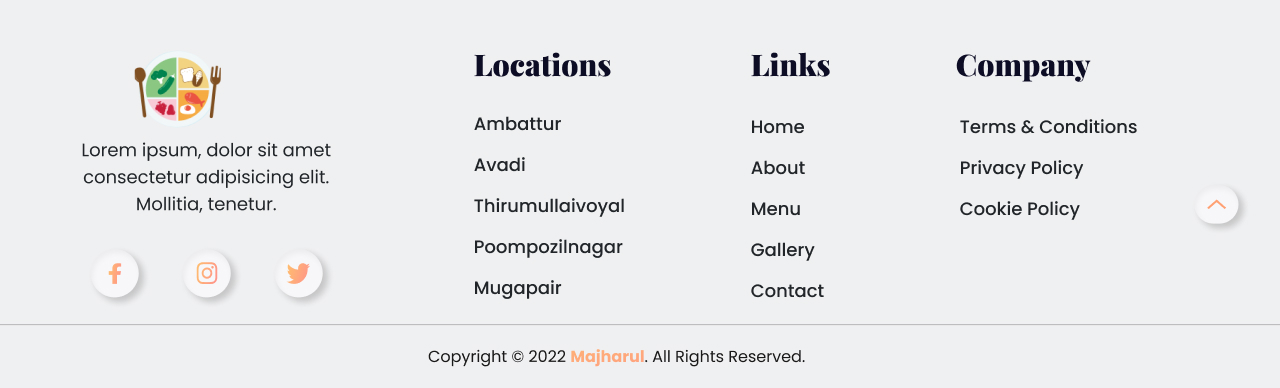 Lorem ipsum, dolor sit amet
consectetur adipisicing elit.
Mollitia, tenetur.
Locations
Ambattur
Avadi
Thirumullaivoyal
Poompozilnagar
Mugapair
Links
Home
About
Menu
Gallery
Contact
Company
Terms & Conditions
Privacy Policy
Cookie Policy
Copyright © 2022 Majharul. All Rights Reserved.